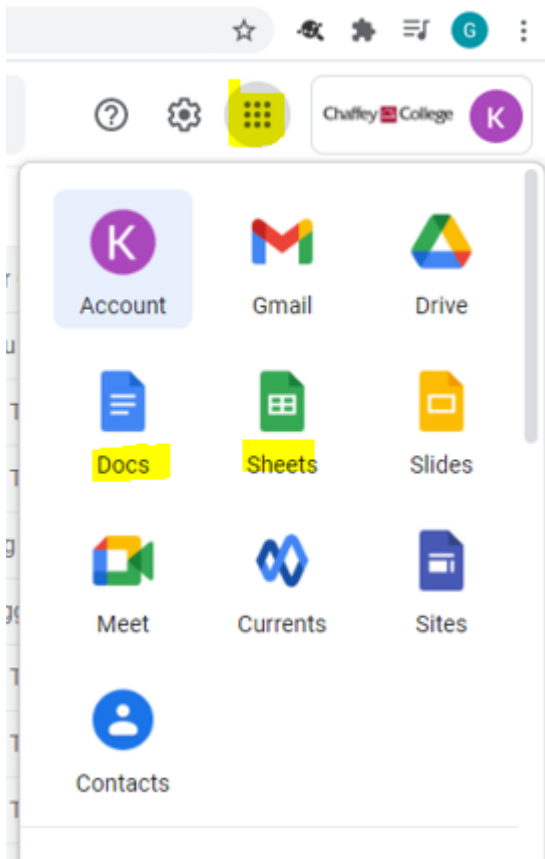 G
Chaffey College K
K
Account Gmail Drive
Docs Sheets Slides
Meet Currents Sites
Contacts